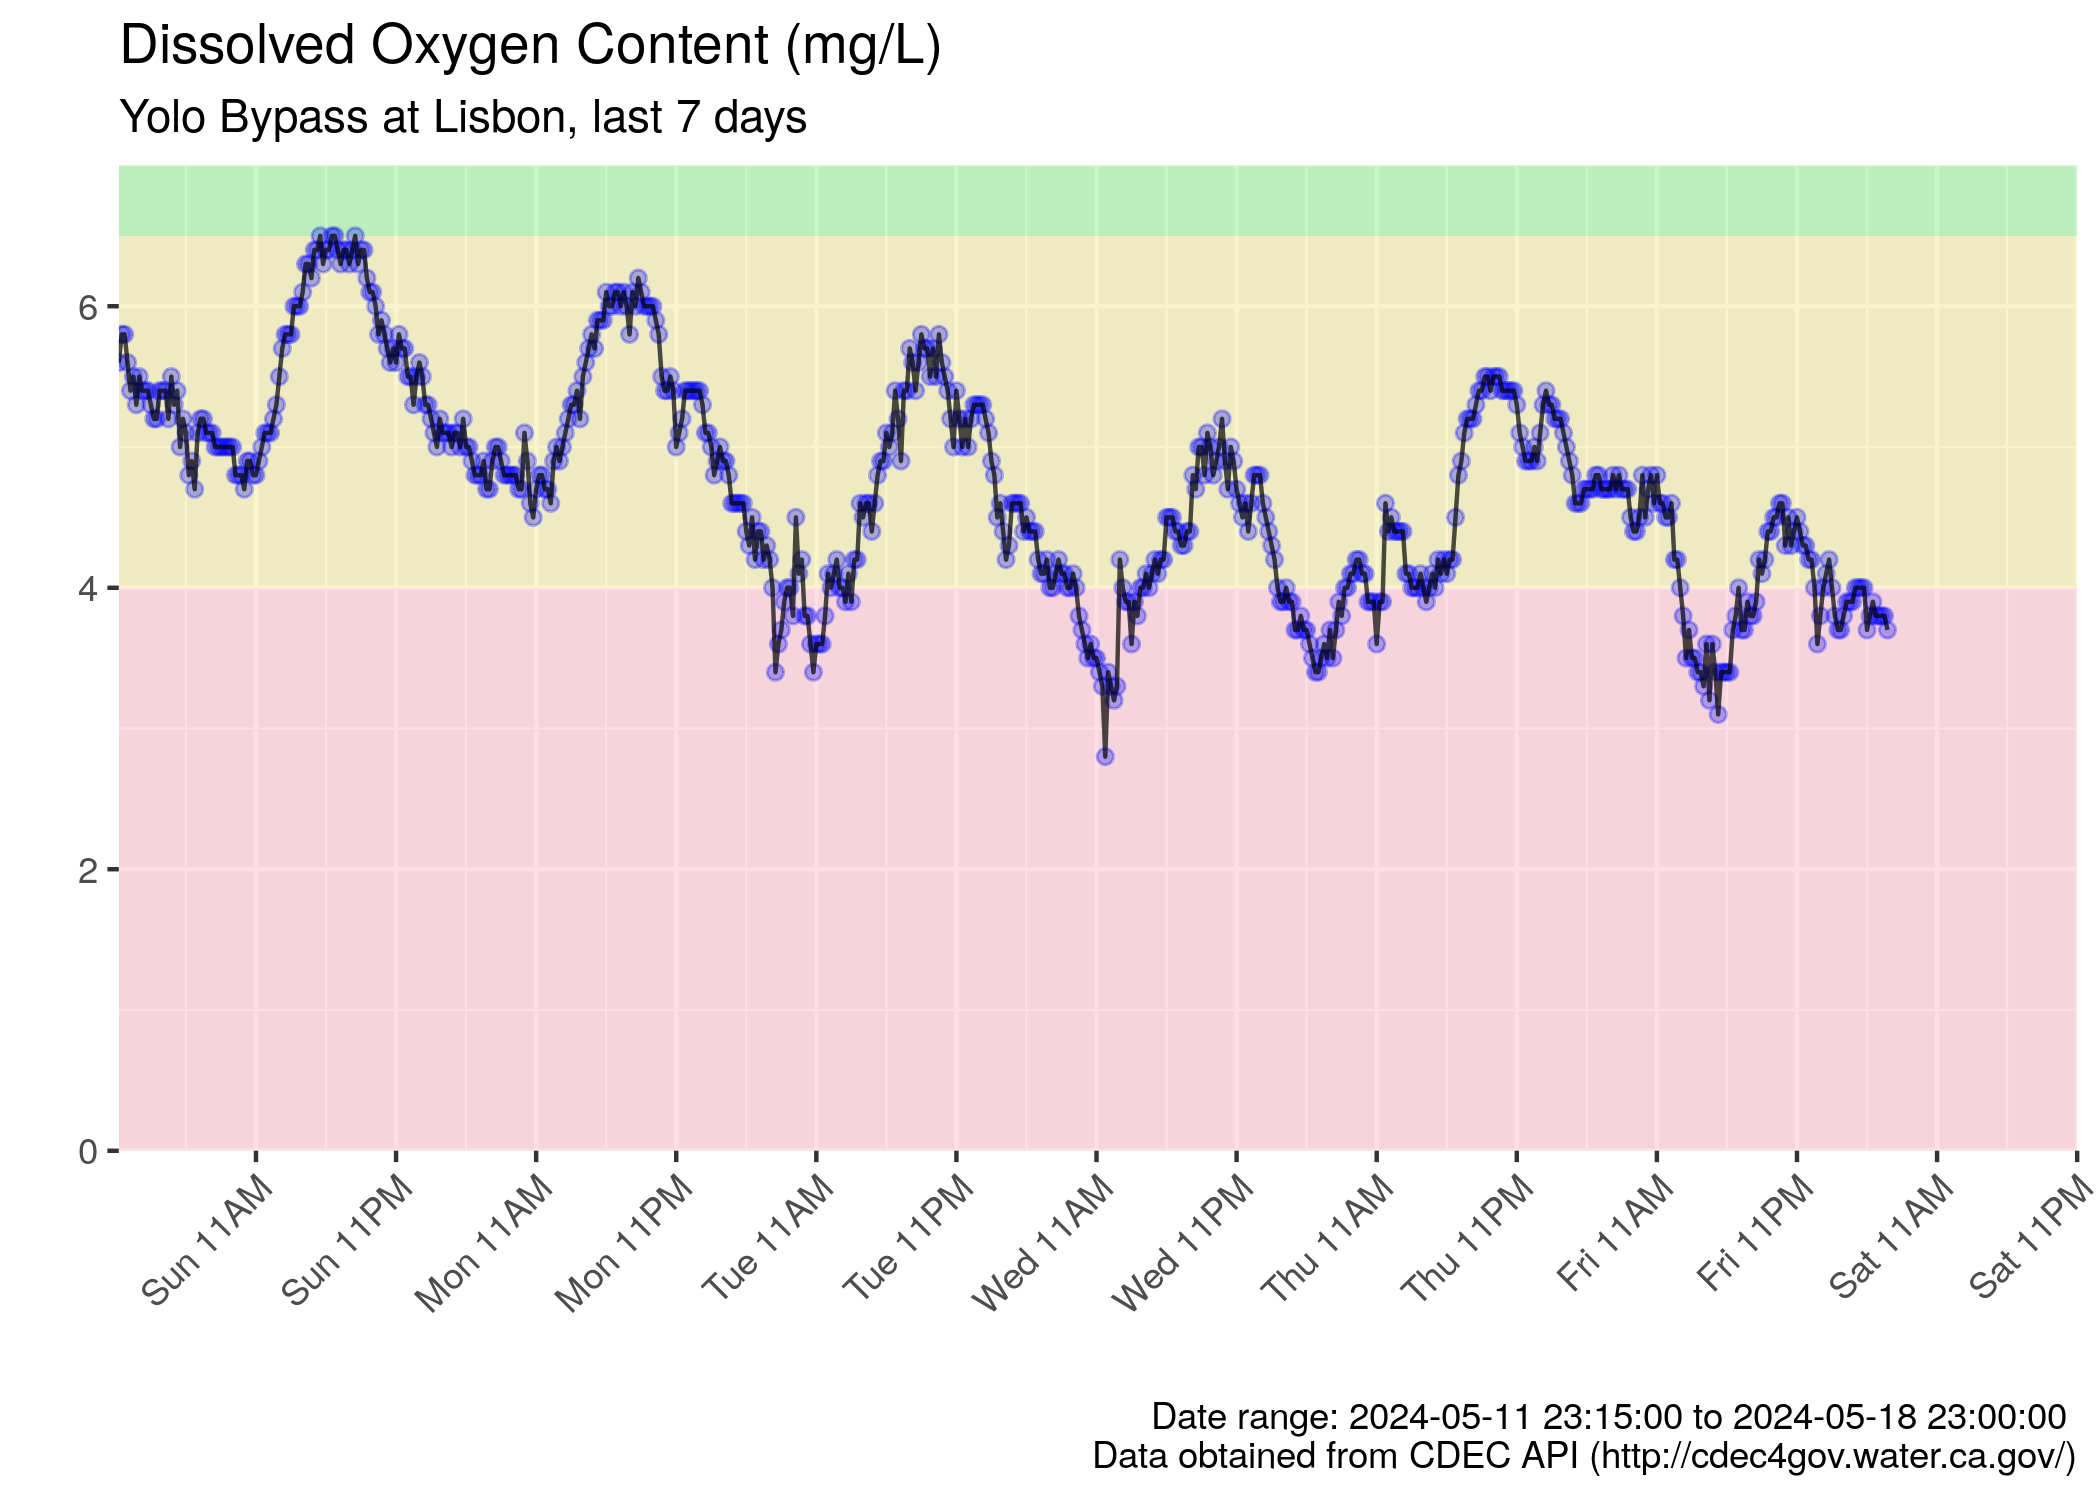 Dissolved Oxygen Content (mg/L)
Yolo Bypass at Lisbon, last 7 days
6
4
2
0
Sun 11AM
Sun 11PM
Mon 11AM
Mon 11PM
Tue 11AM
Tue 11PM
Wed 11AM
Wed 11PM
Thu 11AM
Thu 11PM
Fri 11AM
Fri 11PM
Sat 11AM
Sat 11PM
Date range: 2024-05-11 23:15:00 to 2024-05-18 23:00:00
Data obtained from CDEC API (http://cdec4gov.water.ca.gov/)